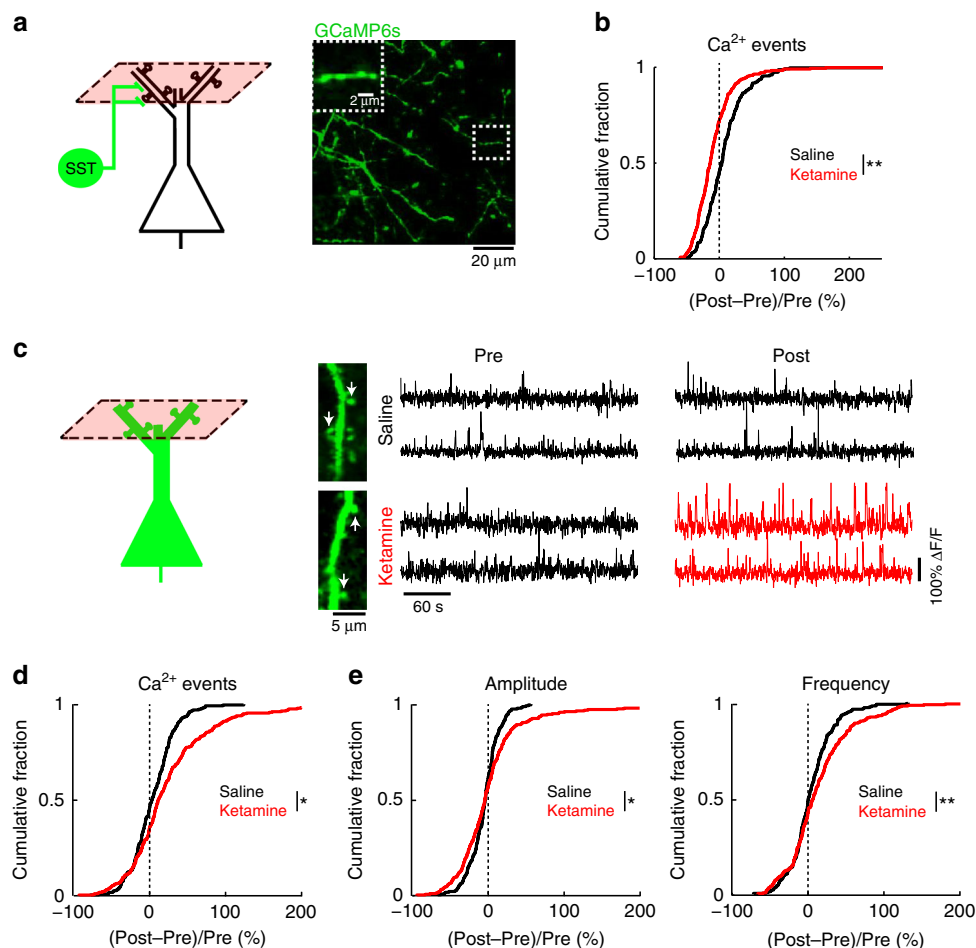 a
GCaMP6s
2 μm
SST
20 μm
b
Ca²⁺ events
Cumulative fraction
1
0.5
0
Saline
Ketamine
**
−100 0 100 200
(Post–Pre)/Pre (%)
c
Pre
Post
Saline
Ketamine
5 μm
60 s
100% ΔF/F
d
Ca²⁺ events
Cumulative fraction
1
0.5
0
Saline
Ketamine
*
−100 0 100 200
(Post–Pre)/Pre (%)
e
Amplitude
Cumulative fraction
1
0.5
0
Saline
Ketamine
*
−100 0 100 200
(Post–Pre)/Pre (%)
Frequency
Cumulative fraction
1
0.5
0
Saline
Ketamine
**
−100 0 100 200
(Post–Pre)/Pre (%)